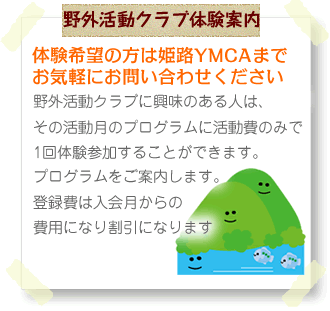 野外活動クラブ体験案内
体験希望の方は姫路YMCAまで
お気軽にお問い合わせください
野外活動クラブに興味のある人は、
その活動月のプログラムに活動費のみで
1回体験参加することができます。
プログラムをご案内します。
登録費は入会月からの
費用になり割引になります